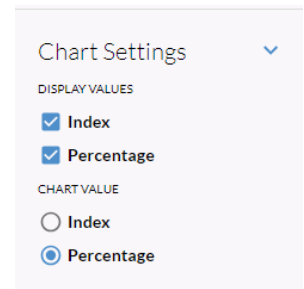 Chart Settings
DISPLAY VALUES
Index
Percentage
CHART VALUE
Index
Percentage